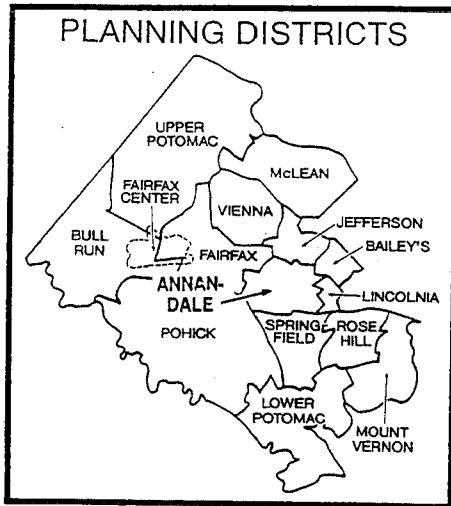 PLANNING DISTRICTS
UPPER
POTOMAC
McLEAN
FAIRFAX
CENTER
VIENNA
JEFFERSON
BULL
RUN
FAIRFAX
BAILEY'S
ANNAN-
DALE
LINCOLNIA
POHICK
SPRING
FIELD
ROSE
HILL
LOWER
POTOMAC
MOUNT
VERNON